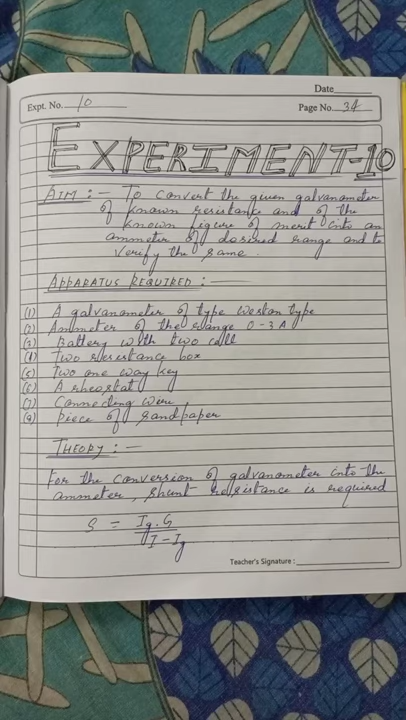 Date
Expt. No. 10
Page No. 34
EXPERIMENT-10
AIM :- To convert the given galvanometer
of known resistance and of the
known figure of merit into an
ammeter of desired range and to
verify the same.
APPARATUS REQUIRED :-
(1) A galvanometer of type weston type
(2) Ammeter of the range 0-3 A
(3) Battery with two cell
(4) Two resistance box
(5) Two one way key
(6) A rheostat
(7) Connecting wire
(8) piece of sandpaper
THEORY :-
For the conversion of galvanometer into the
ammeter, shunt resistance is required
S = Ig.G
I-Ig
Teacher's Signature :